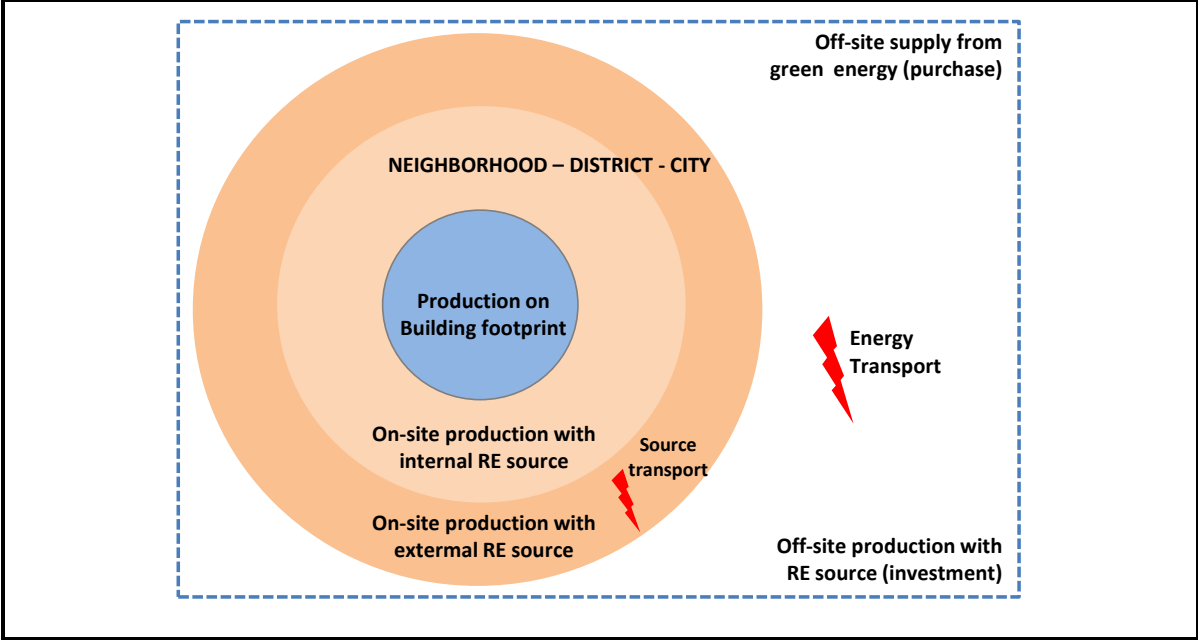 Off-site supply from
green energy (purchase)
NEIGHBORHOOD – DISTRICT - CITY
Production on
Building footprint
Energy
Transport
On-site production with
internal RE source
Source
transport
On-site production with
extermal RE source
Off-site production with
RE source (investment)